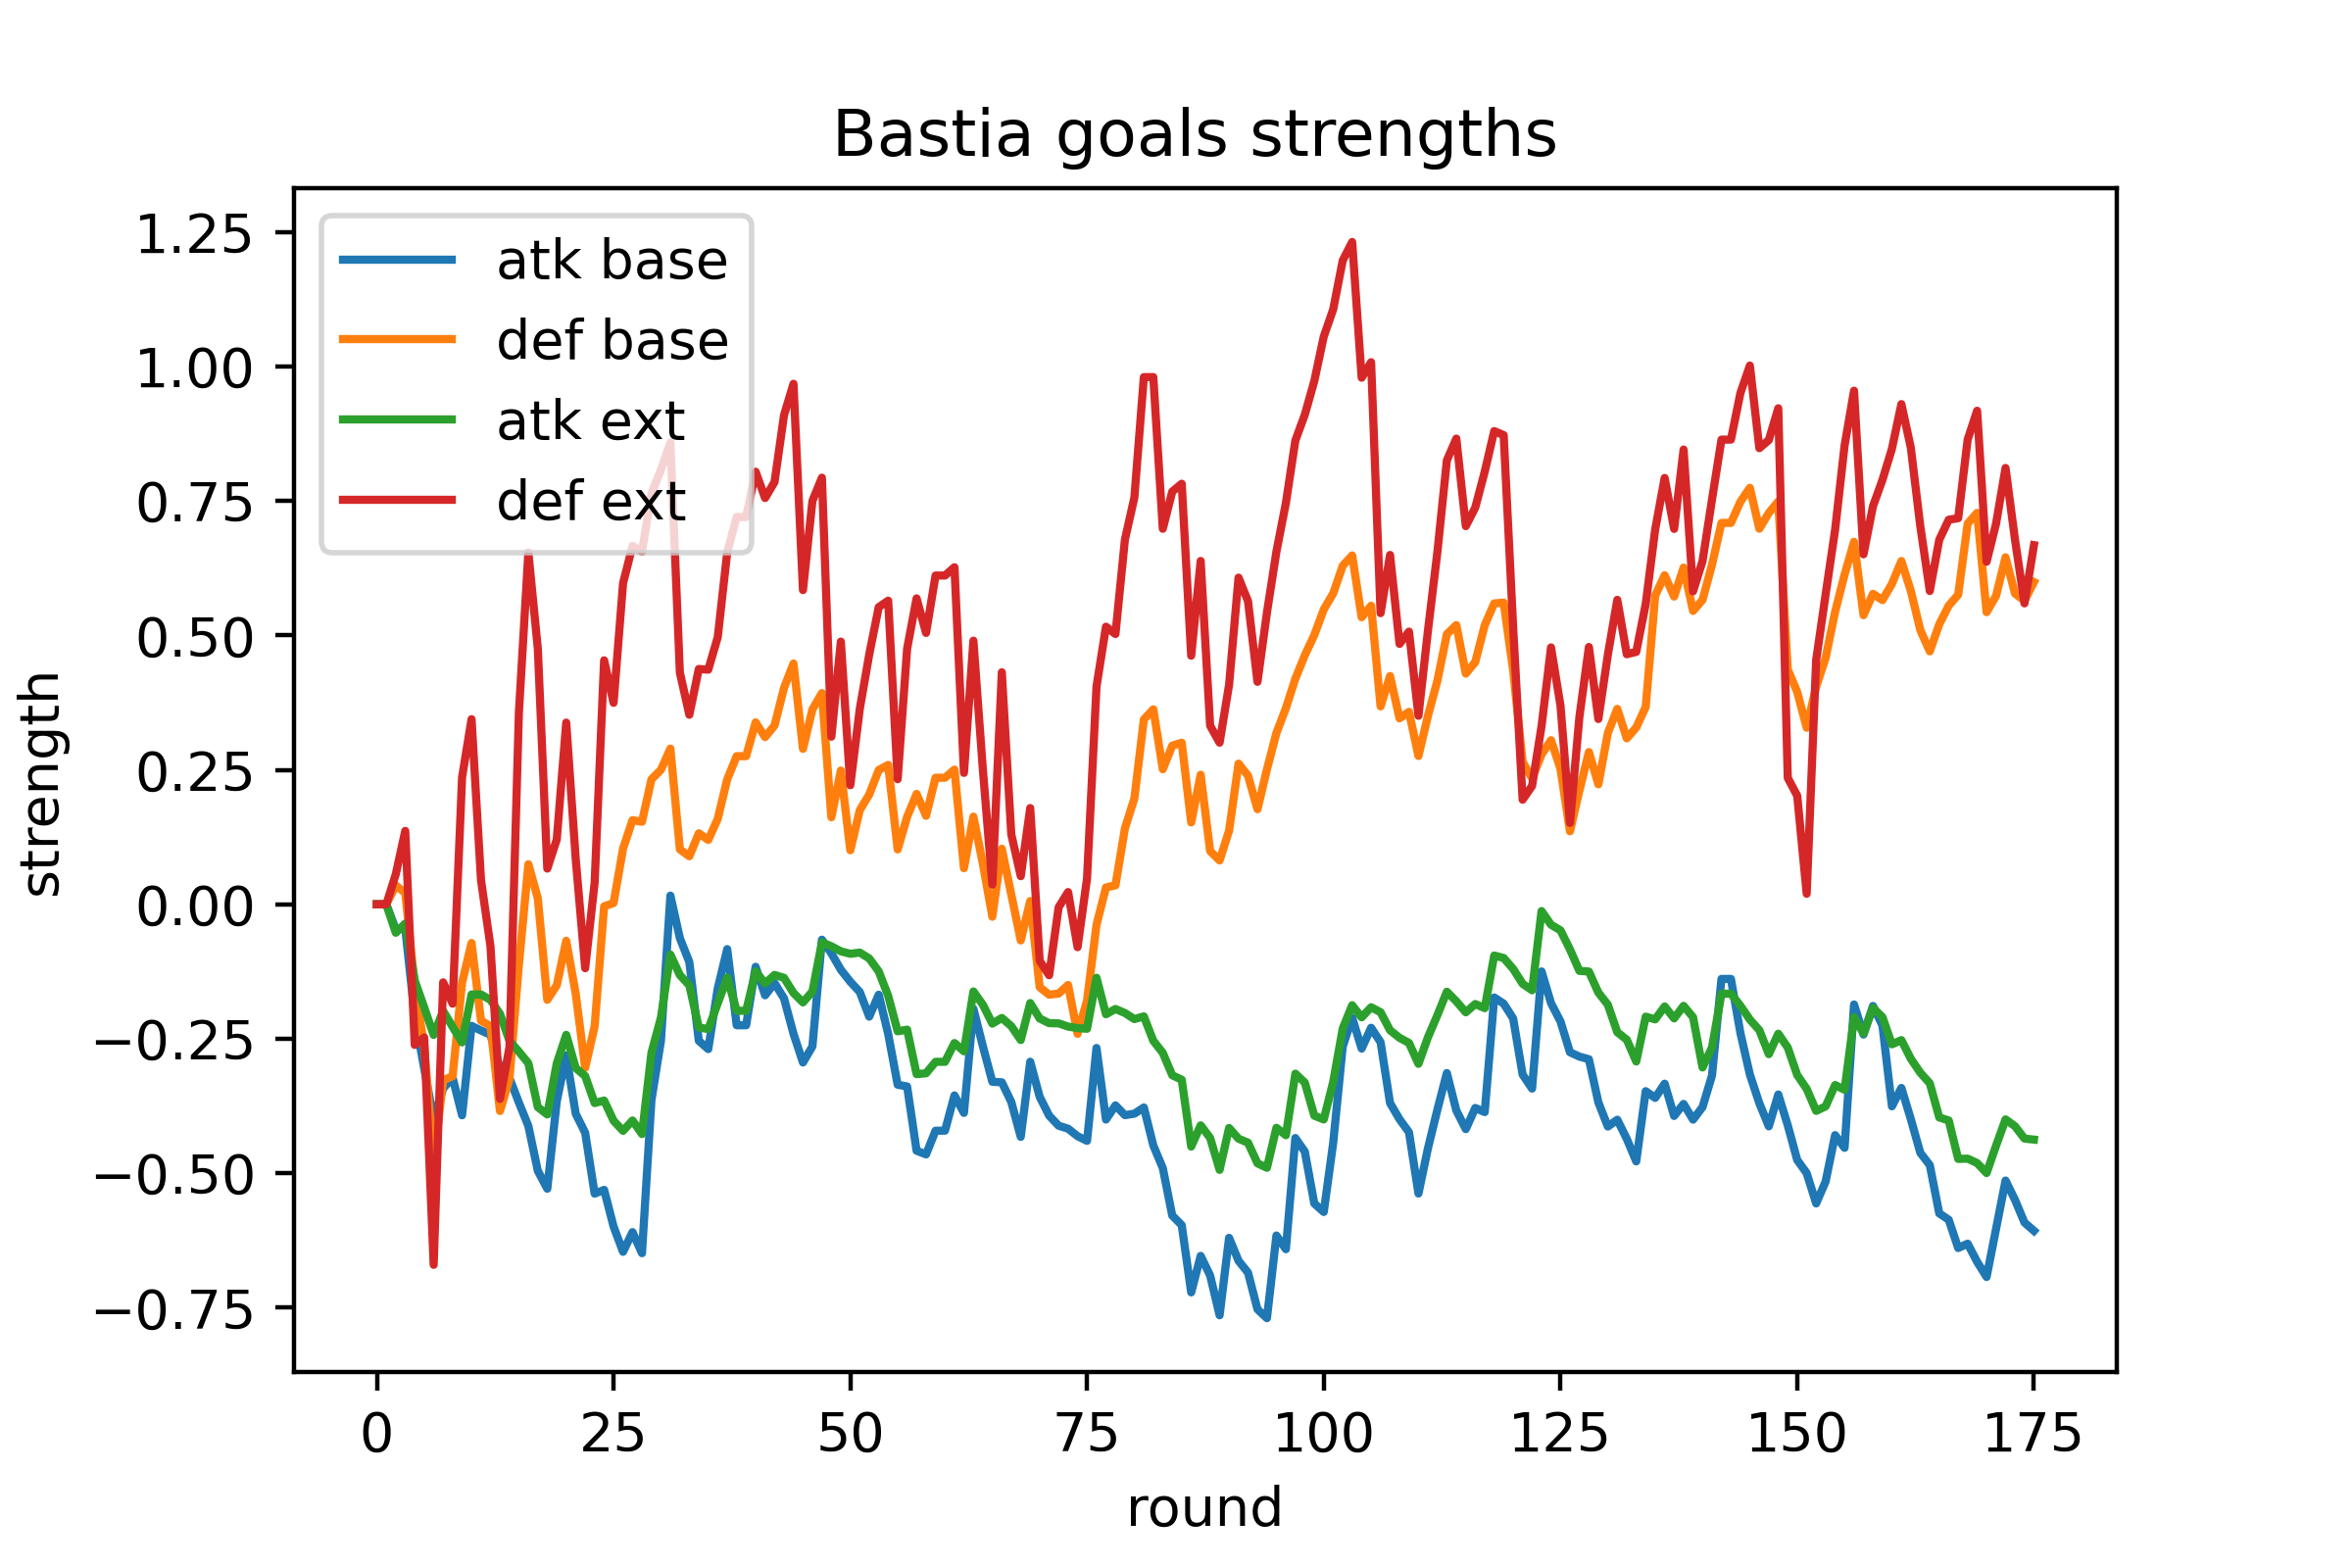 Bastia goals strengths
1.25
1.00
0.75
0.50
0.25
0.00
−0.25
−0.50
−0.75
strength
atk base
def base
atk ext
def ext
0 25 50 75 100 125 150 175
round